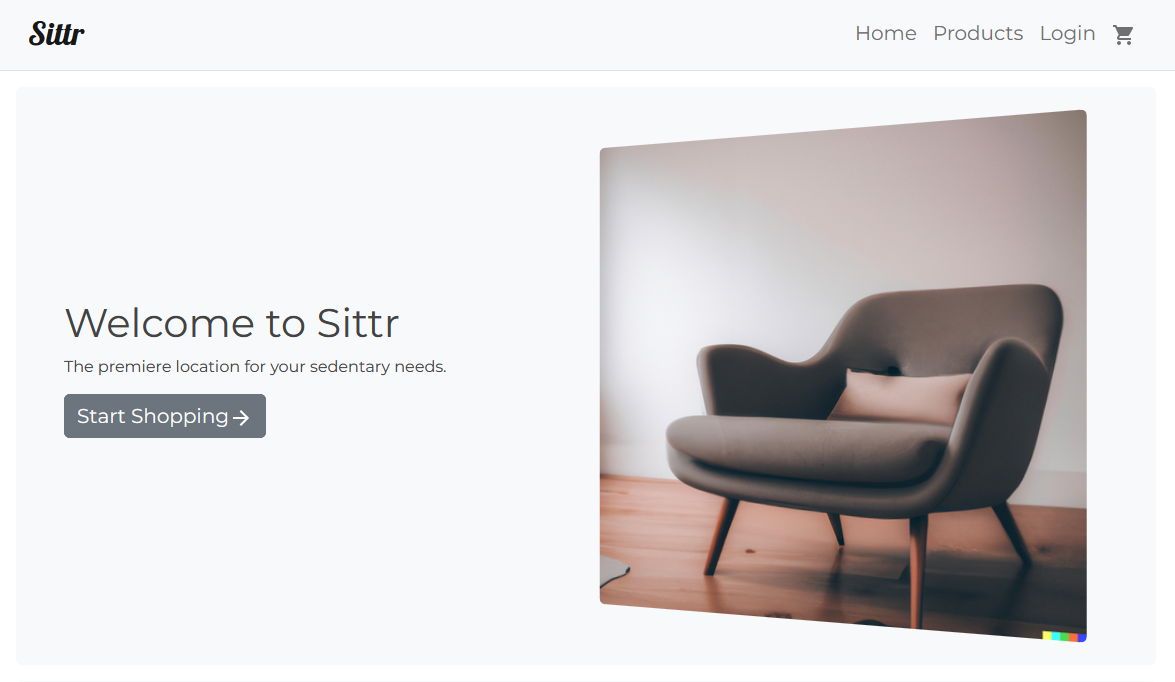 Sittr
Home Products Login
Welcome to Sittr
The premiere location for your sedentary needs.
Start Shopping